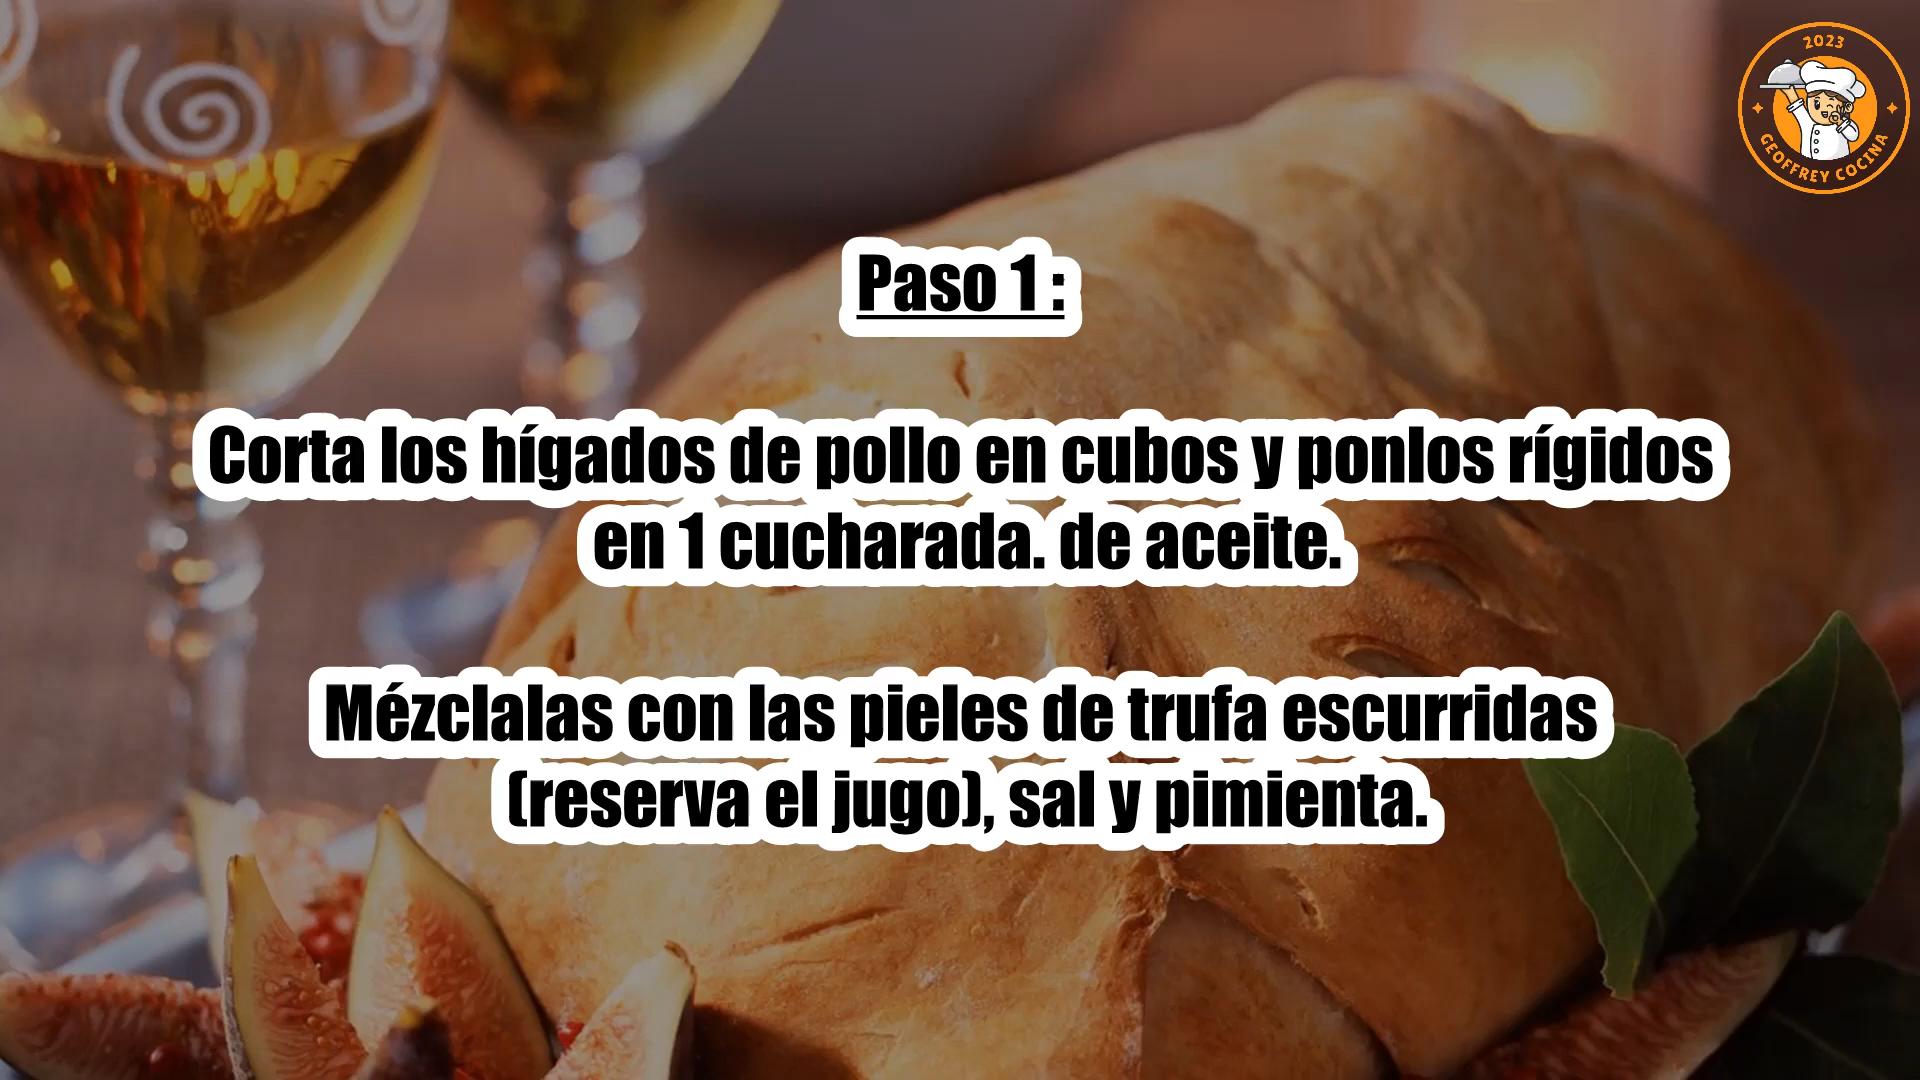 2023
GEOFFREY COCINA
Paso 1 :
Corta los hígados de pollo en cubos y ponlos rígidos
en 1 cucharada. de aceite.
Mézclalas con las pieles de trufa escurridas
(reserva el jugo), sal y pimienta.